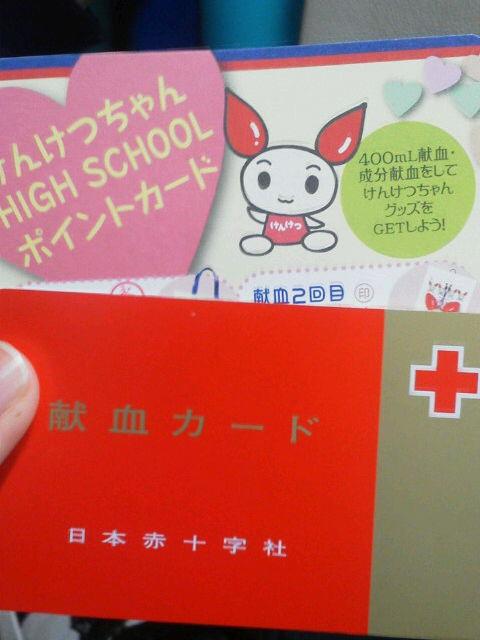 けんけつちゃん
HIGH SCHOOL
ポイントカード
400mL献血・
成分献血をして
けんけつちゃん
グッズを
GETしよう!
けんけつ
献血2回目 印
献血カード
日本赤十字社